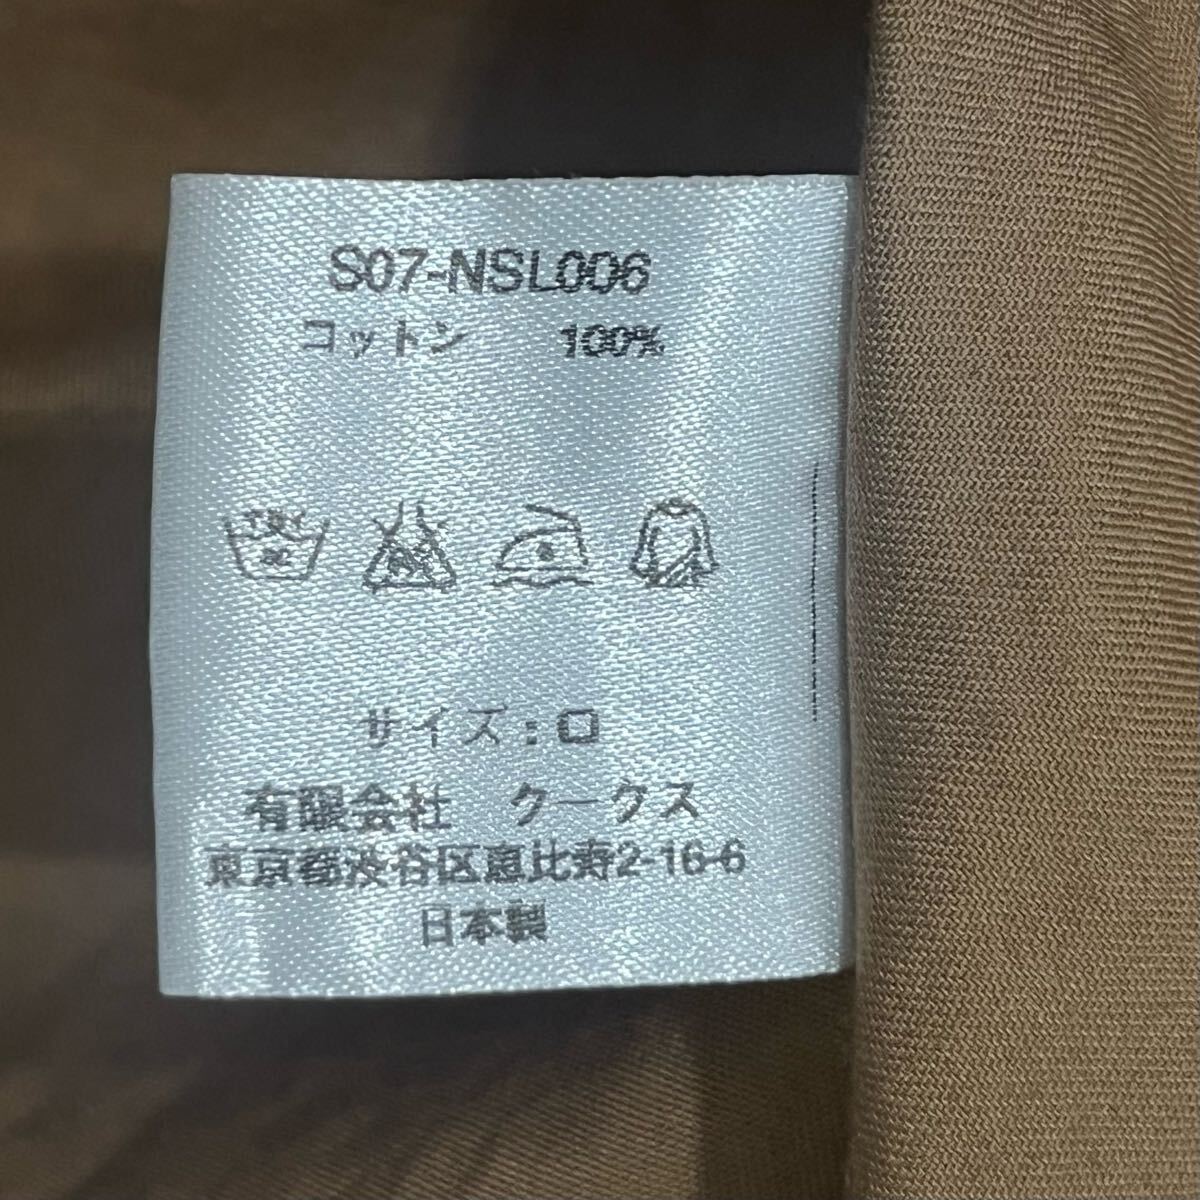 S07-NSL006
コットン 100%
サイズ:ロ
有限会社 クークス
東京都渋谷区恵比寿2-16-6
日本製